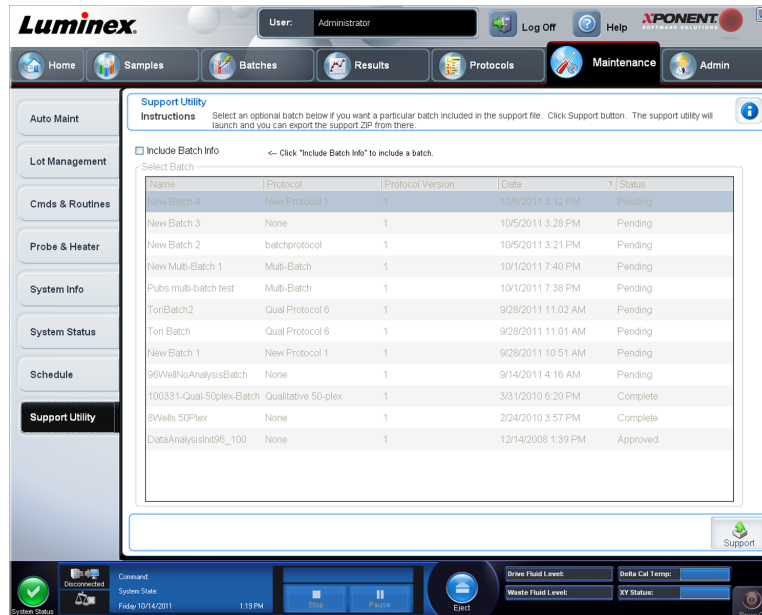 Luminex.
User: Administrator
Log Off
Help
XPONENT.
SOFTWARE SOLUTIONS
Home
Samples
Batches
Results
Protocols
Maintenance
Admin
Auto Maint
Lot Management
Cmds & Routines
Probe & Heater
System Info
System Status
Schedule
Support Utility
Support Utility
Instructions Select an optional batch below if you want a particular batch included in the support file. Click Support button. The support utility will
launch and you can export the support ZIP from there.
Include Batch Info <-- Click "Include Batch Info" to include a batch.
Select Batch
Name Protocol Protocol Version Date Status
New Batch 4 New Protocol 1 1 10/6/2011 3:12 PM Pending
New Batch 3 None 1 10/5/2011 3:28 PM Pending
New Batch 2 batchprotocol 1 10/5/2011 3:21 PM Pending
New Multi-Batch 1 Multi-Batch 1 10/1/2011 7:40 PM Pending
Pubs multi-batch test Multi-Batch 1 10/1/2011 7:38 PM Pending
ToriBatch2 Qual Protocol 6 1 9/28/2011 11:02 AM Pending
Tori Batch Qual Protocol 6 1 9/28/2011 11:01 AM Pending
New Batch 1 New Protocol 1 1 9/28/2011 10:51 AM Pending
96WellNoAnalysisBatch None 1 9/14/2011 4:16 AM Pending
100331-Qual-50plex-Batch Qualitative 50-plex 1 3/31/2010 6:20 PM Complete
8Wells 50Plex None 1 2/24/2010 3:57 PM Complete
DataAnalysisInit96_100 None 1 12/14/2008 1:39 PM Approved
Support
System Status
Disconnected
Command:
System State:
Friday 10/14/2011 1:19 PM
Stop
Pause
Eject
Drive Fluid Level:
Waste Fluid Level:
Delta Cal Temp:
XY Status: